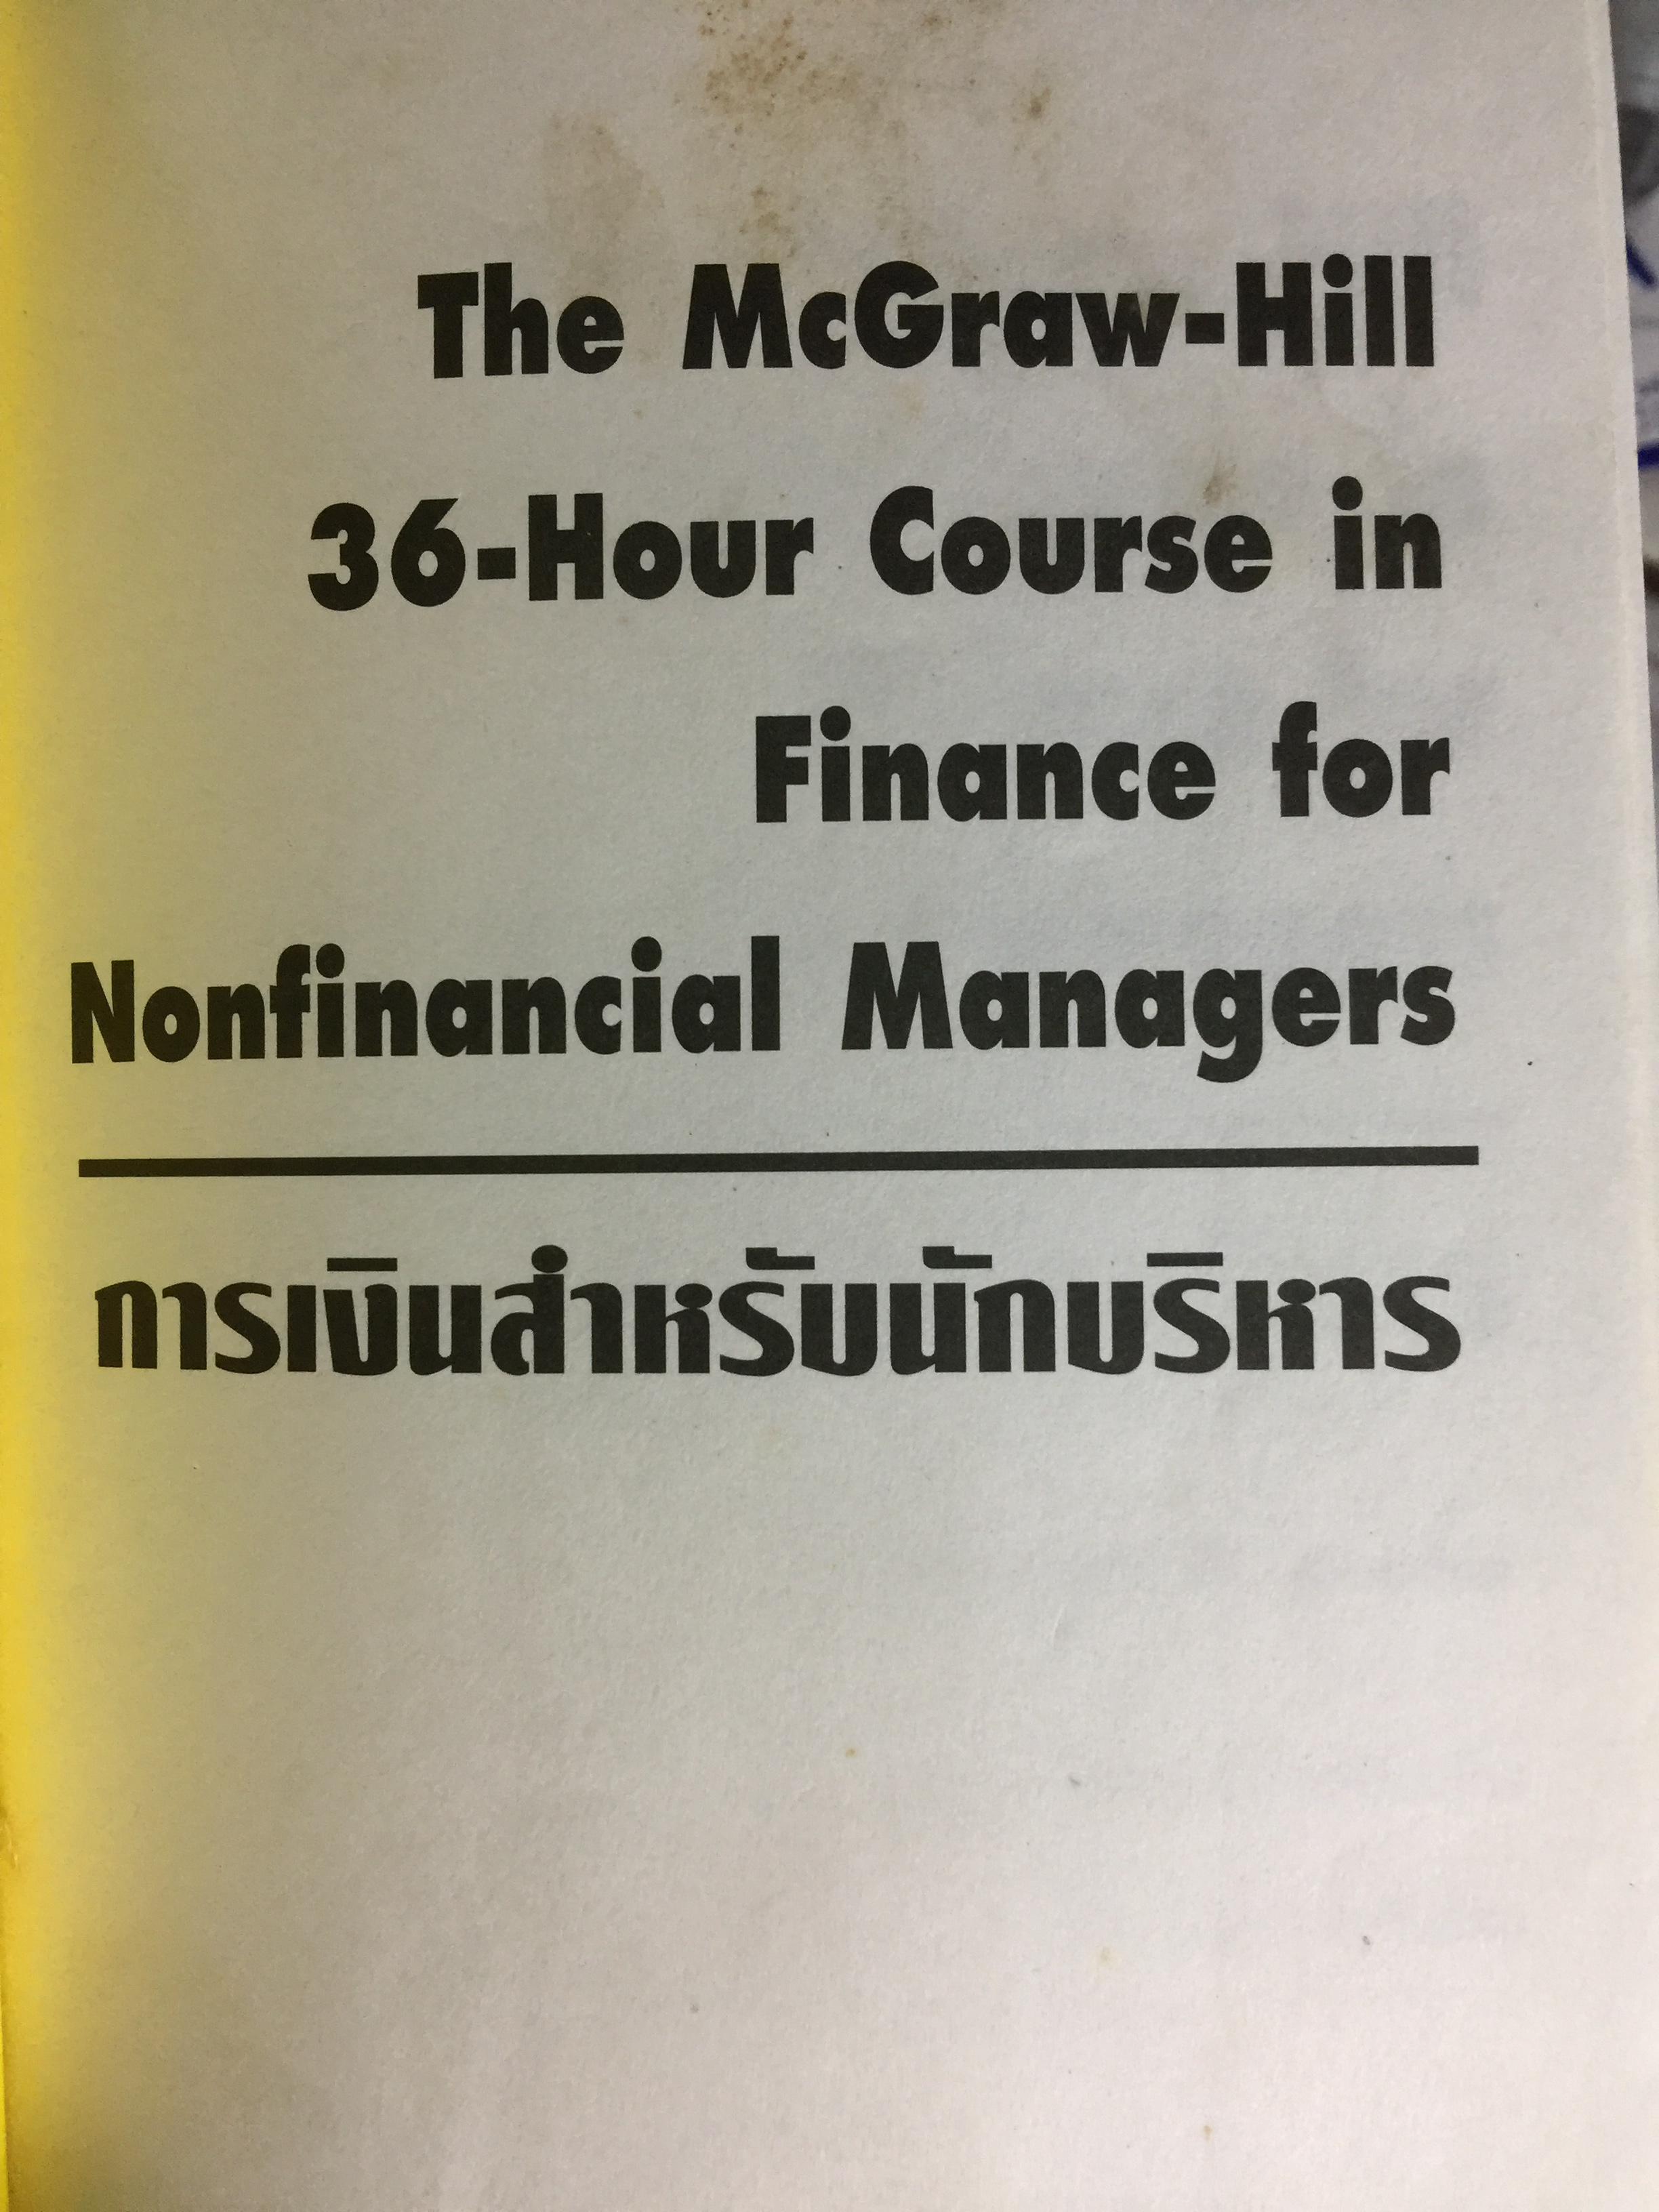 The McGraw-Hill
36-Hour Course in
Finance for
Nonfinancial Managers
การเงินสำหรับนักบริหาร